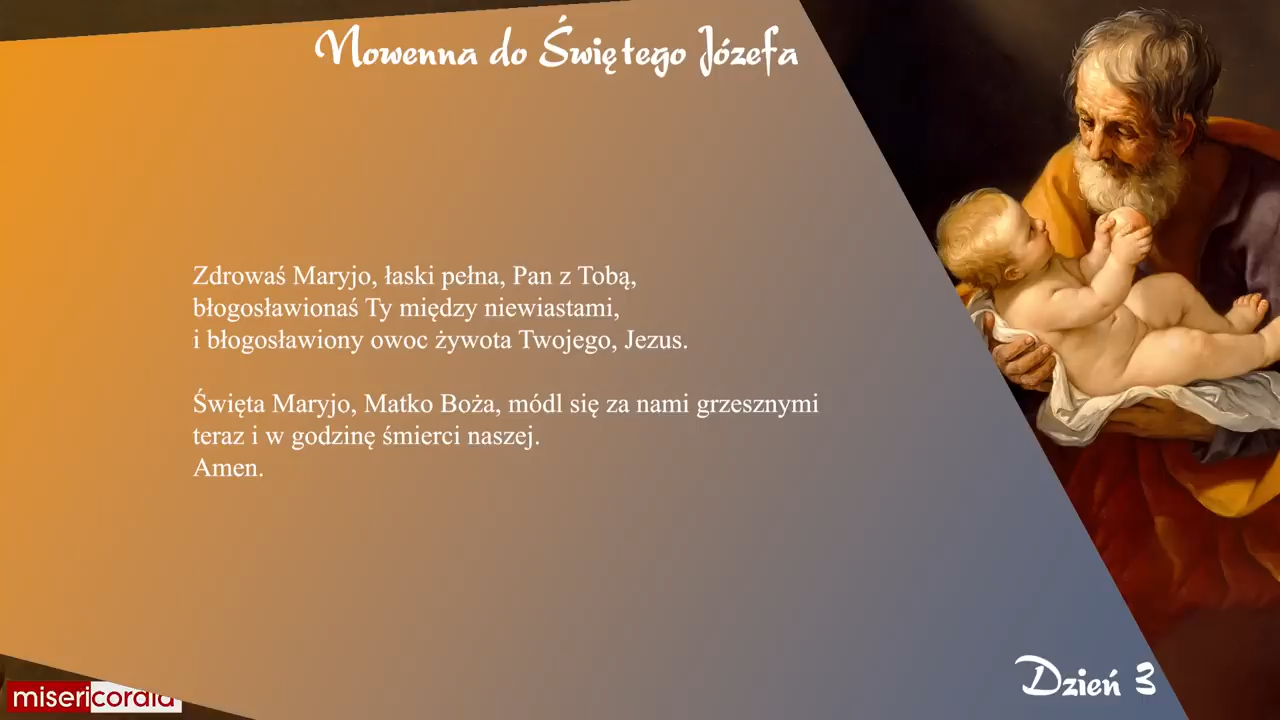 Nowenna do Świętego Józefa
Zdrowaś Maryjo, łaski pełna, Pan z Tobą,
błogosławionaś Ty między niewiastami,
i błogosławiony owoc żywota Twojego, Jezus.
Święta Maryjo, Matko Boża, módl się za nami grzesznymi
teraz i w godzinę śmierci naszej.
Amen.
Dzień 3
misericordia